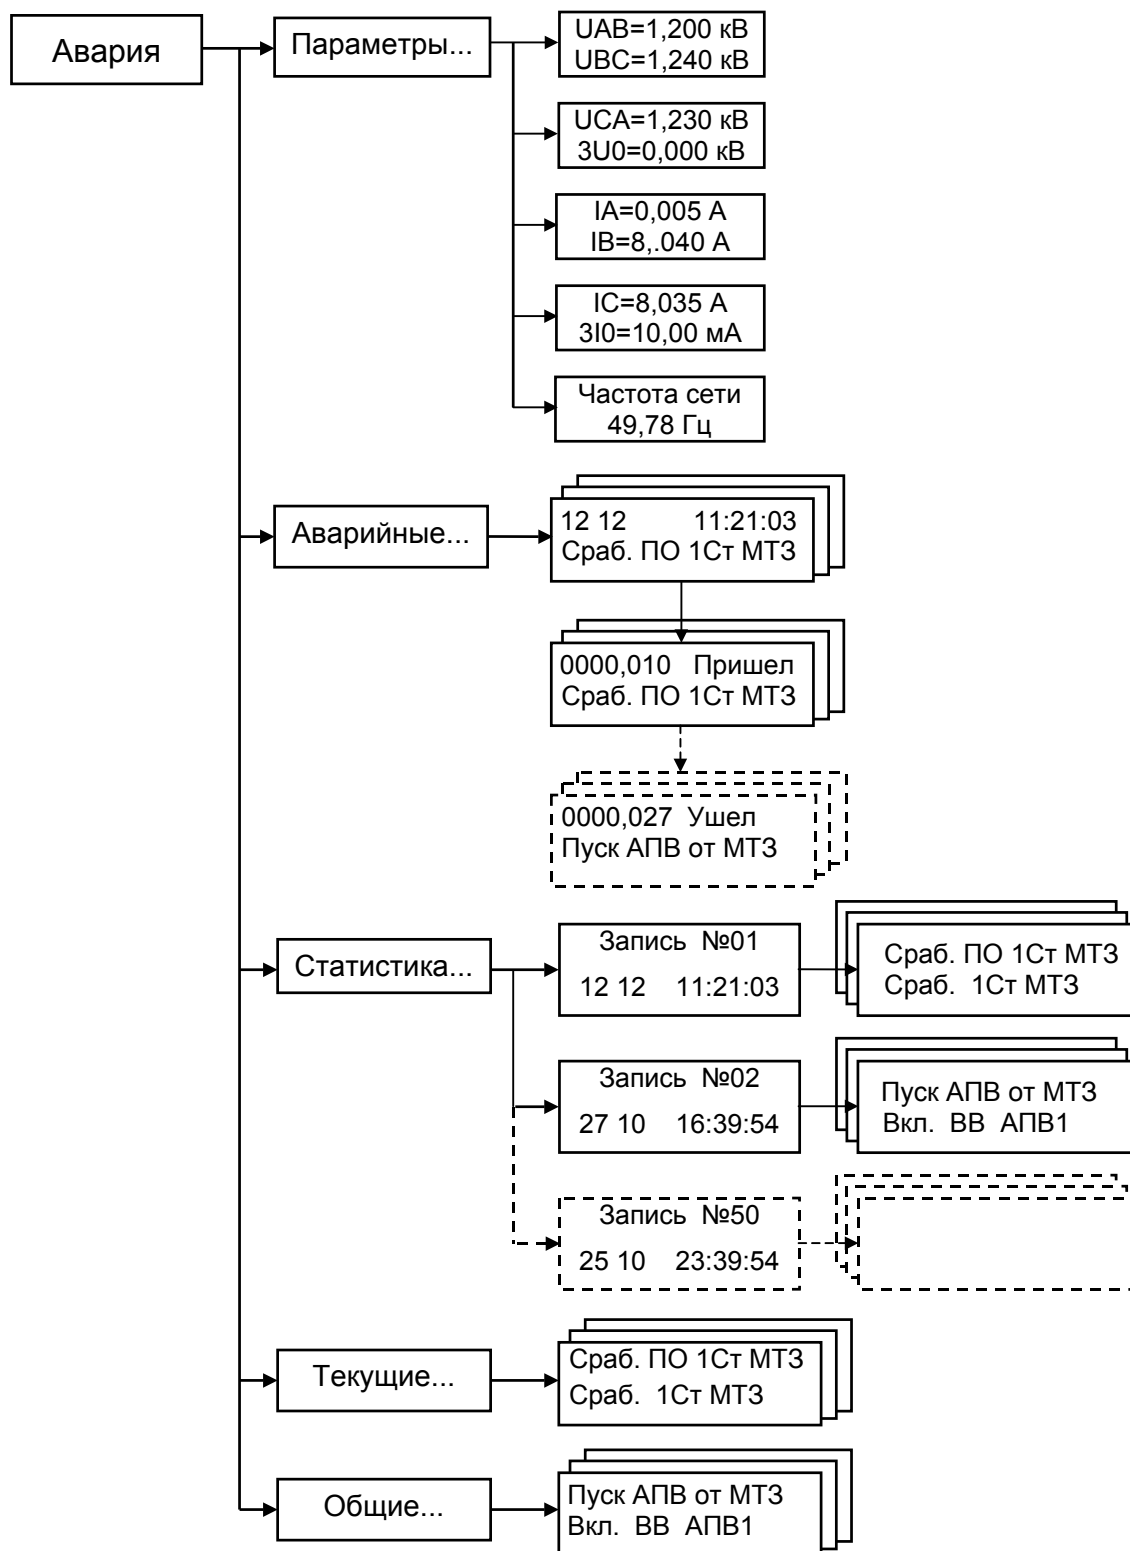 Авария
Параметры...
UAB=1,200 кВ
UBC=1,240 кВ
UCA=1,230 кВ
3U0=0,000 кВ
IA=0,005 А
IB=8,.040 А
IC=8,035 А
3I0=10,00 мА
Частота сети
49,78 Гц
Аварийные...
12 12 11:21:03
Сраб. ПО 1Ст МТЗ
0000,010 Пришел
Сраб. ПО 1Ст МТЗ
0000,027 Ушел
Пуск АПВ от МТЗ
Статистика...
Запись №01
12 12 11:21:03
Сраб. ПО 1Ст МТЗ
Сраб. 1Ст МТЗ
Запись №02
27 10 16:39:54
Пуск АПВ от МТЗ
Вкл. ВВ АПВ1
Запись №50
25 10 23:39:54
Текущие...
Сраб. ПО 1Ст МТЗ
Сраб. 1Ст МТЗ
Общие...
Пуск АПВ от МТЗ
Вкл. ВВ АПВ1